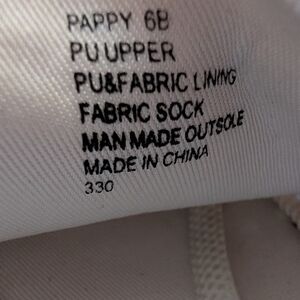 PAPPY 6B
PU UPPER
PU&FABRIC LINING
FABRIC SOCK
MAN MADE OUTSOLE
MADE IN CHINA
330